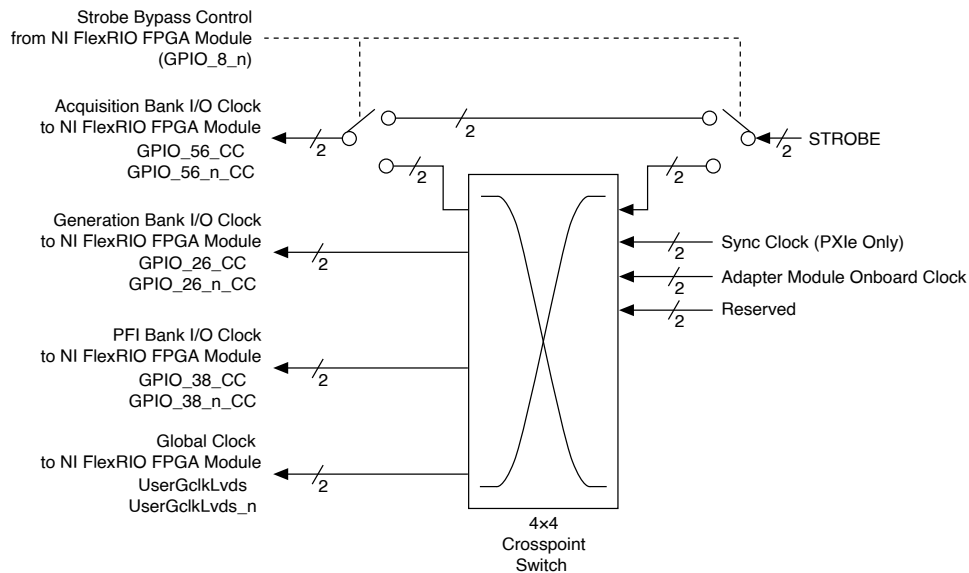 Strobe Bypass Control
from NI FlexRIO FPGA Module
(GPIO_8_n)
Acquisition Bank I/O Clock
to NI FlexRIO FPGA Module
GPIO_56_CC
GPIO_56_n_CC
2
2
2
STROBE
2
2
Generation Bank I/O Clock
to NI FlexRIO FPGA Module
GPIO_26_CC
GPIO_26_n_CC
2
2
Sync Clock (PXIe Only)
2
Adapter Module Onboard Clock
2
Reserved
PFI Bank I/O Clock
to NI FlexRIO FPGA Module
GPIO_38_CC
GPIO_38_n_CC
2
Global Clock
to NI FlexRIO FPGA Module
UserGclkLvds
UserGclkLvds_n
2
4×4
Crosspoint
Switch